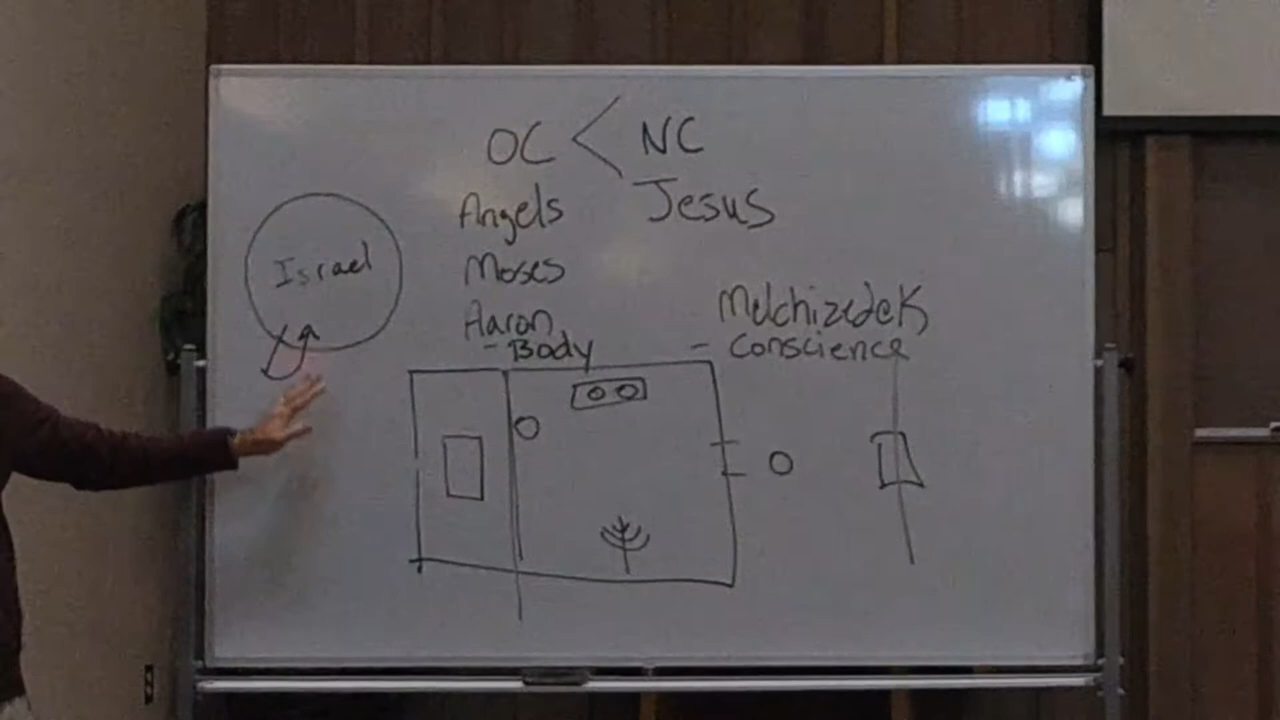 OC < NC
Angels Jesus
Israel
Moses
Aaron Melchizedek
- Body - Conscience